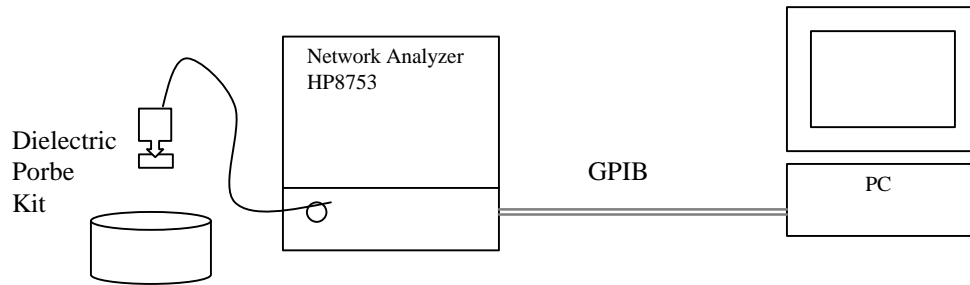 Dielectric
Porbe
Kit
Network Analyzer
HP8753
GPIB
PC